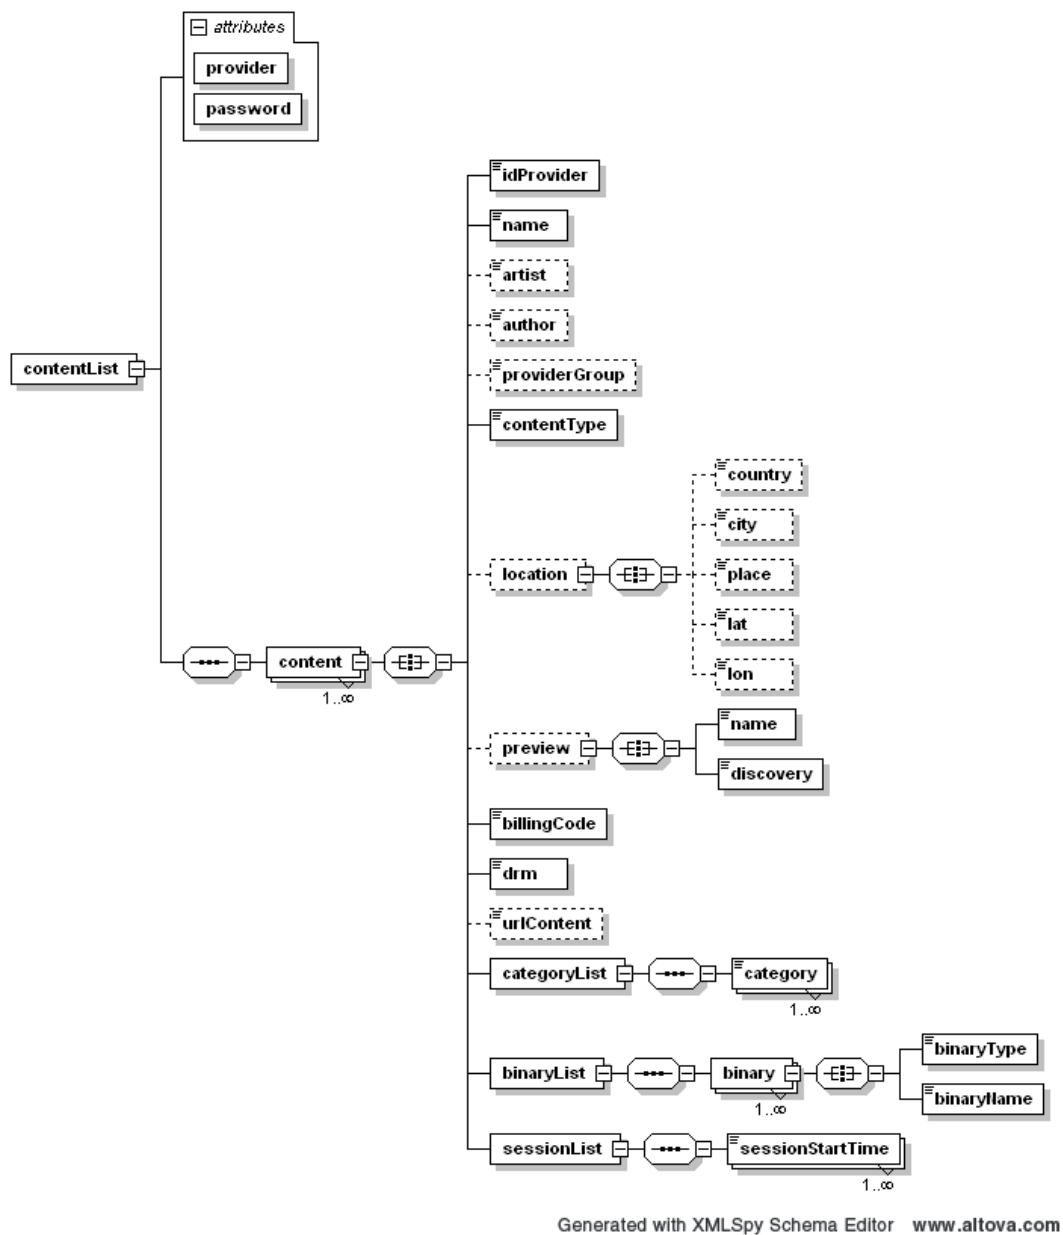 attributes
provider
password
idProvider
name
artist
author
providerGroup
contentType
contentList
country
city
location
place
lat
content
lon
1..∞
name
preview
discovery
billingCode
drm
urlContent
categoryList
category
1..∞
binaryList
binary
binaryType
binaryName
1..∞
sessionList
sessionStartTime
1..∞
Generated with XMLSpy Schema Editor www.altova.com